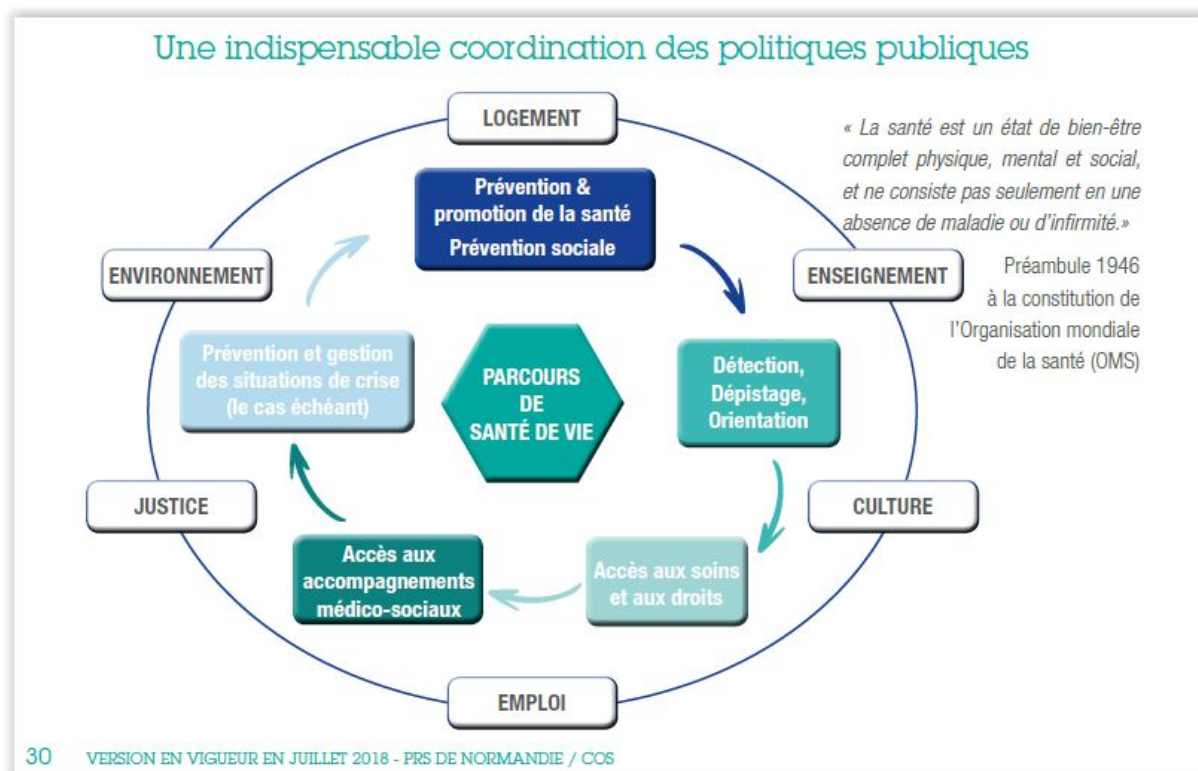 Une indispensable coordination des politiques publiques
LOGEMENT
« La santé est un état de bien-être
complet physique, mental et social,
et ne consiste pas seulement en une
absence de maladie ou d'infirmité.»
Préambule 1946
à la constitution de
l'Organisation mondiale
de la santé (OMS)
Prévention &
promotion de la santé
Prévention sociale
ENVIRONNEMENT
ENSEIGNEMENT
Prévention et gestion
des situations de crise
(le cas échéant)
PARCOURS
DE
SANTÉ DE VIE
Détection,
Dépistage,
Orientation
JUSTICE
CULTURE
Accès aux
accompagnements
médico-sociaux
Accès aux soins
et aux droits
EMPLOI
30 VERSION EN VIGUEUR EN JUILLET 2018 - PRS DE NORMANDIE / COS